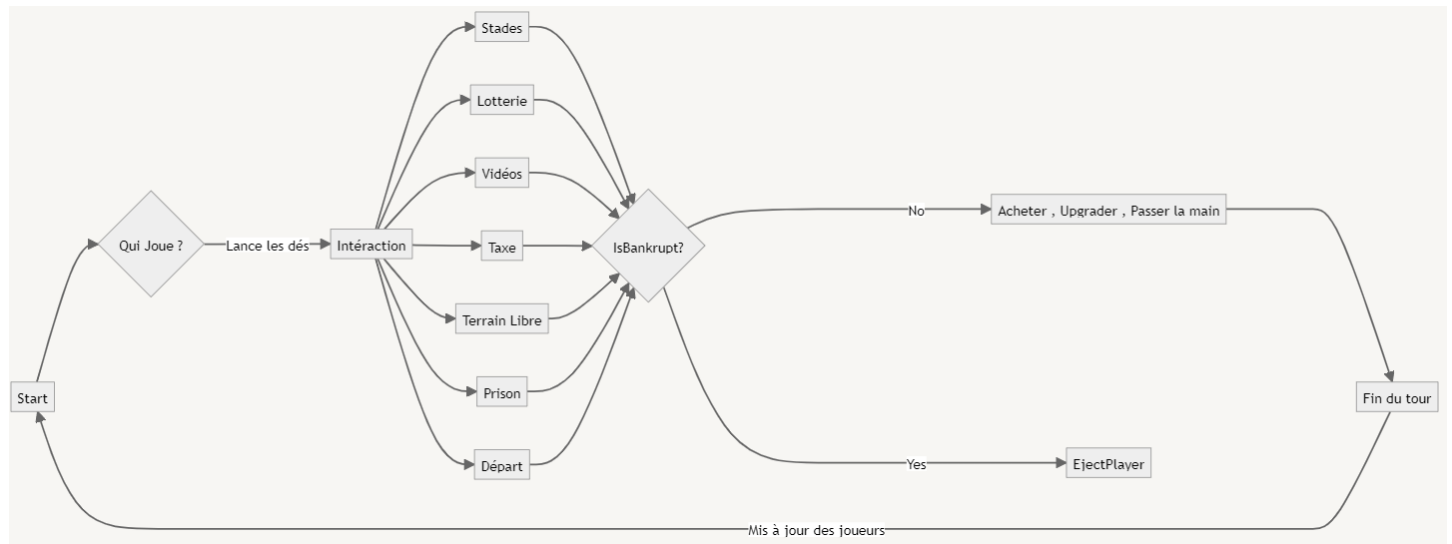 Start
Qui Joue ?
Lance les dés
Intéraction
Stades
Lotterie
Vidéos
Taxe
Terrain Libre
Prison
Départ
IsBankrupt?
No
Acheter , Upgrader , Passer la main
Yes
EjectPlayer
Fin du tour
Mis à jour des joueurs